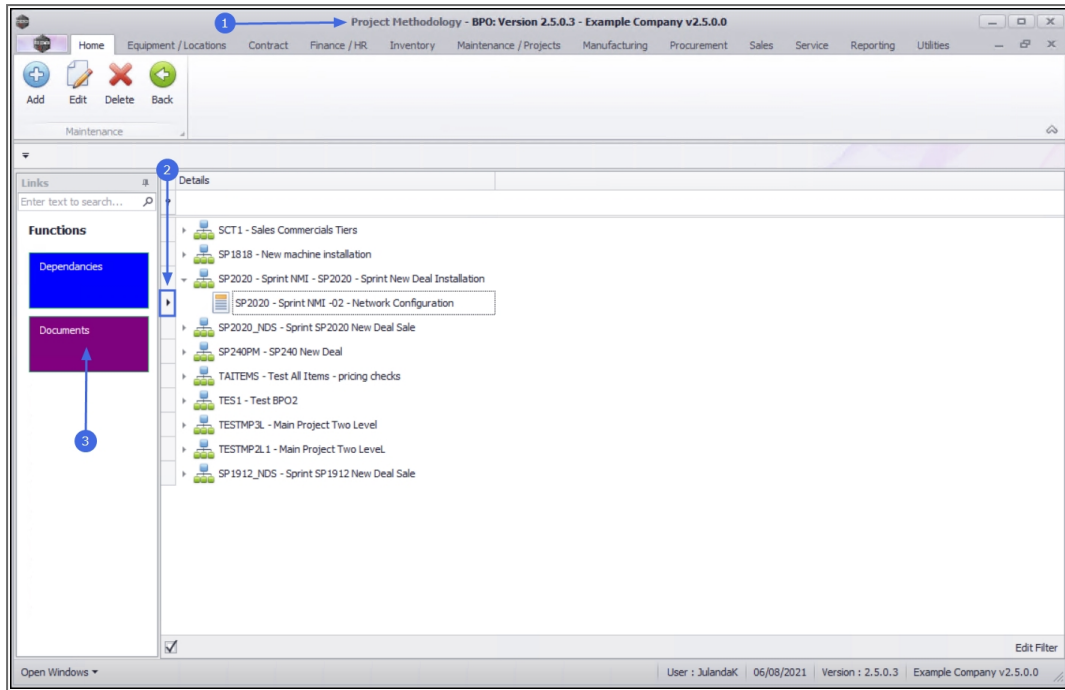 1
Project Methodology - BPO: Version 2.5.0.3 - Example Company v2.5.0.0
Home Equipment / Locations Contract Finance / HR Inventory Maintenance / Projects Manufacturing Procurement Sales Service Reporting Utilities
Add Edit Delete Back
Maintenance
2
Links
Details
Enter text to search...
Functions
SCT1 - Sales Commercials Tiers
SP1818 - New machine installation
Dependancies
SP2020 - Sprint NMI - SP2020 - Sprint New Deal Installation
SP2020 - Sprint NMI -02 - Network Configuration
Documents
SP2020_NDS - Sprint SP2020 New Deal Sale
SP240PM - SP240 New Deal
TAITEMS - Test All Items - pricing checks
TES1 - Test BPO2
TESTMP3L - Main Project Two Level
3
TESTMP2L1 - Main Project Two LeveL
SP1912_NDS - Sprint SP1912 New Deal Sale
Edit Filter
Open Windows
User : JulandaK 06/08/2021 Version : 2.5.0.3 Example Company v2.5.0.0